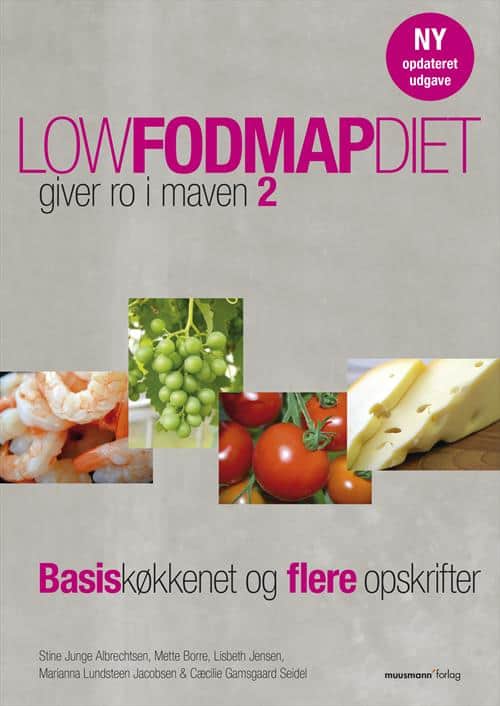 NY
opdateret
udgave
LOWFODMAPDIET
giver ro i maven 2
Basiskøkkenet og flere opskrifter
Stine Junge Albrechtsen, Mette Borre, Lisbeth Jensen,
Marianna Lundsteen Jacobsen & Cæcilie Gamsgaard Seidel
muusmann'forlag